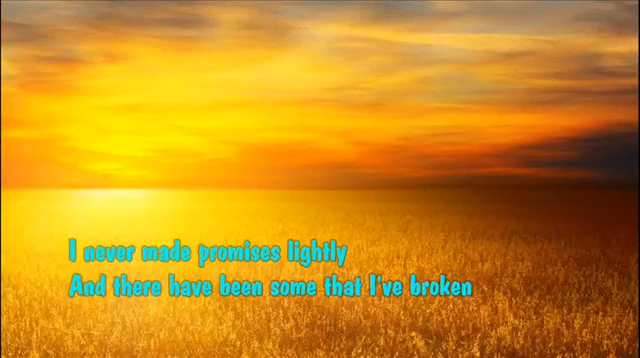 I never made promises lightly
And there have been some that I've broken